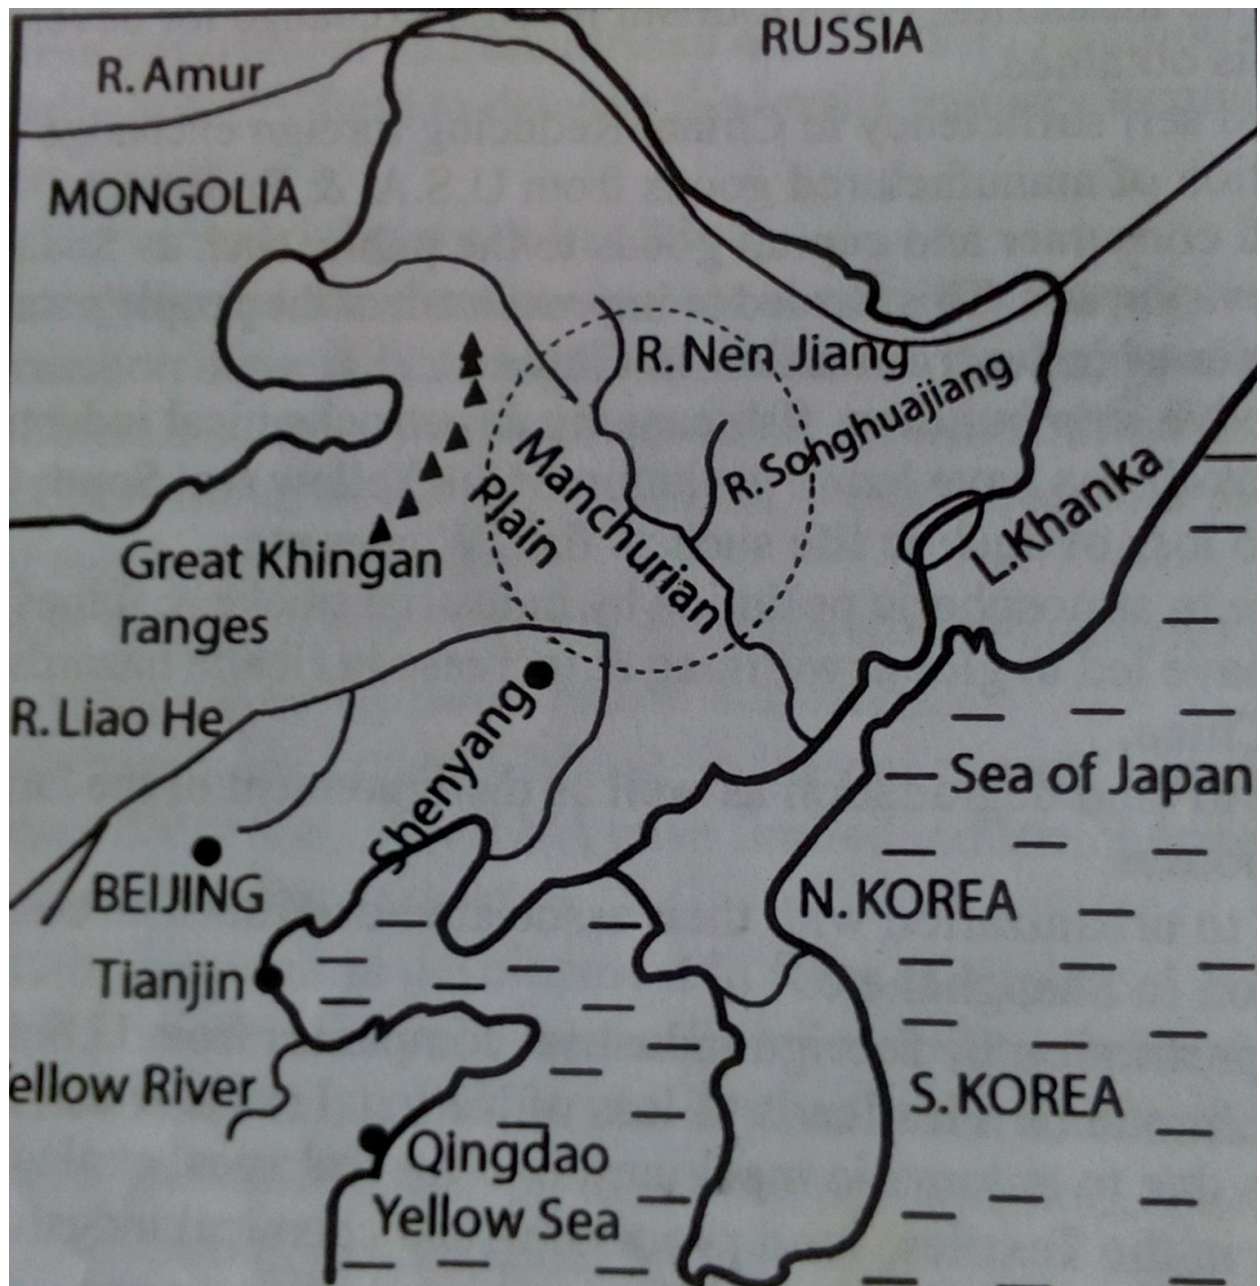 RUSSIA
R. Amur
MONGOLIA
R. Nen Jiang
R. Songhuajiang
Manchurian
Plain
L.Khanka
Great Khingan
ranges
R. Liao He
Shenyang
Sea of Japan
BEIJING
N. KOREA
Tianjin
ellow River
S. KOREA
Qingdao
Yellow Sea